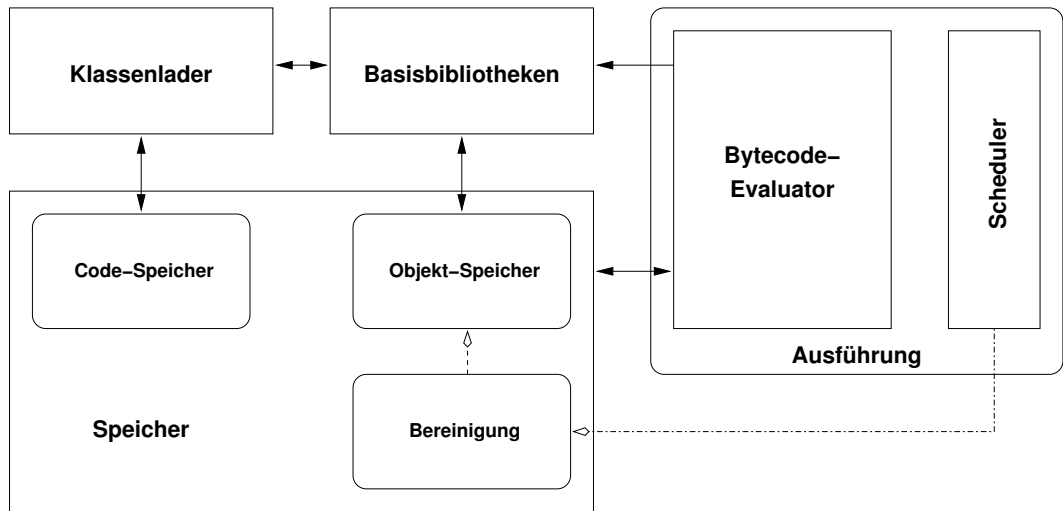 Klassenlader
Basisbibliotheken
Bytecode–
Evaluator
Scheduler
Code–Speicher
Objekt–Speicher
Ausführung
Speicher
Bereinigung